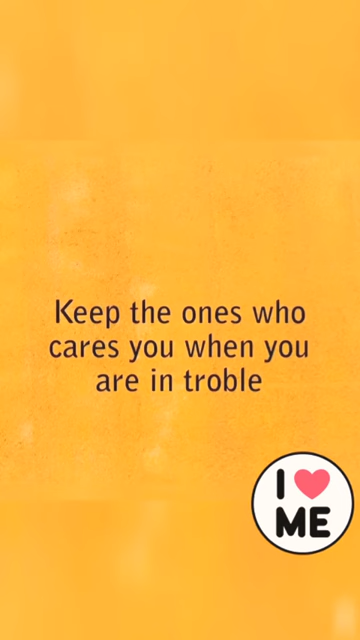 Keep the ones who
cares you when you
are in troble
I ❤
ME